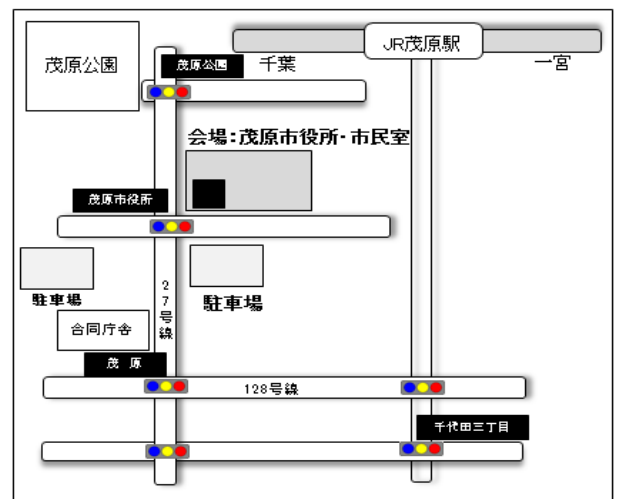 JR茂原駅
茂原公園
茂原公園
千葉
一宮
会場:茂原市役所・市民室
茂原市役所
27号線
駐車場
駐車場
合同庁舎
茂原
128号線
千代田三丁目